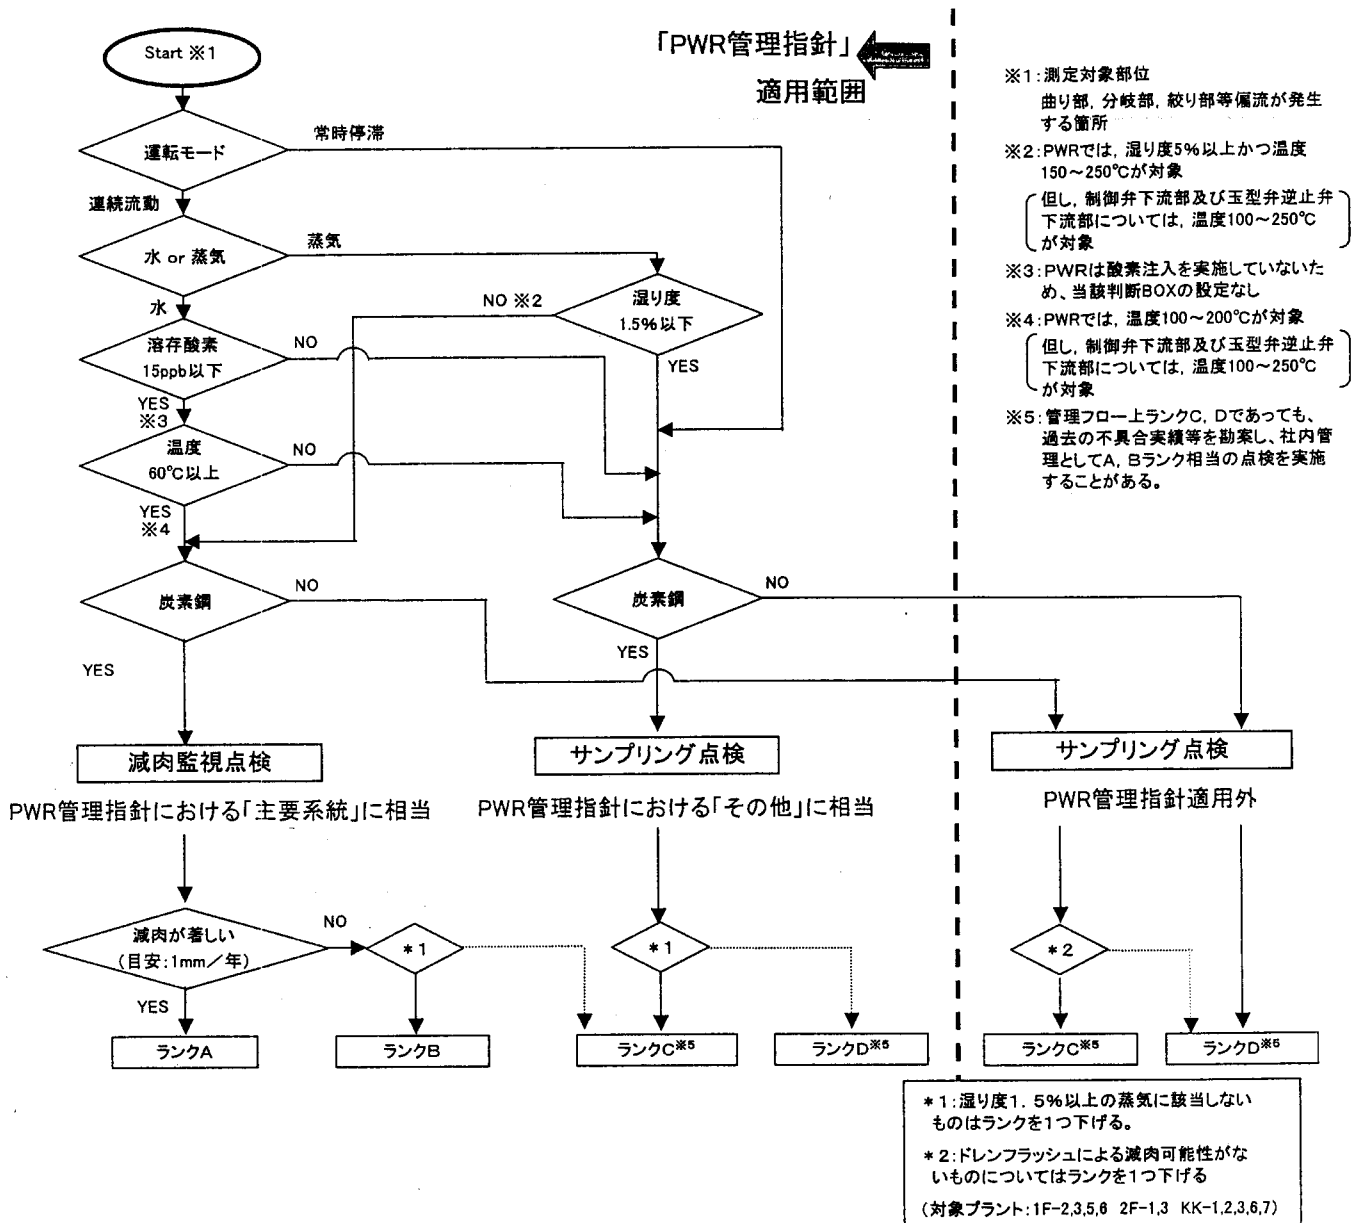 Start ※1
「PWR管理指針」
適用範囲
運転モード
常時停滞
連続流動
水 or 蒸気
蒸気
水
湿り度
1.5%以下
NO ※2
YES
溶存酸素
15ppb以下
NO
YES
※3
温度
60℃以上
NO
YES
※4
炭素鋼
NO
YES
炭素鋼
NO
YES
減肉監視点検
サンプリング点検
サンプリング点検
PWR管理指針における「主要系統」に相当
PWR管理指針における「その他」に相当
PWR管理指針適用外
減肉が著しい
(目安:1mm/年)
NO
YES
*1
*1
*2
ランクA
ランクB
ランクC※5
ランクD※5
ランクC※5
ランクD※5
※1:測定対象部位
曲り部, 分岐部, 絞り部等偏流が発生
する箇所
※2:PWRでは, 湿り度5%以上かつ温度
150~250℃が対象
但し, 制御弁下流部及び玉型弁逆止弁
下流部については, 温度100~250℃
が対象
※3:PWRは酸素注入を実施していないた
め、当該判断BOXの設定なし
※4:PWRでは, 温度100~200℃が対象
但し, 制御弁下流部及び玉型弁逆止弁
下流部については, 温度100~250℃
が対象
※5:管理フロー上ランクC, Dであっても、
過去の不具合実績等を勘案し、社内管
理としてA, Bランク相当の点検を実施
することがある。
*1:湿り度1. 5%以上の蒸気に該当しない
ものはランクを1つ下げる。
*2:ドレンフラッシュによる減肉可能性がな
いものについてはランクを1つ下げる
(対象プラント:1F-2,3,5,6 2F-1,3 KK-1,2,3,6,7)